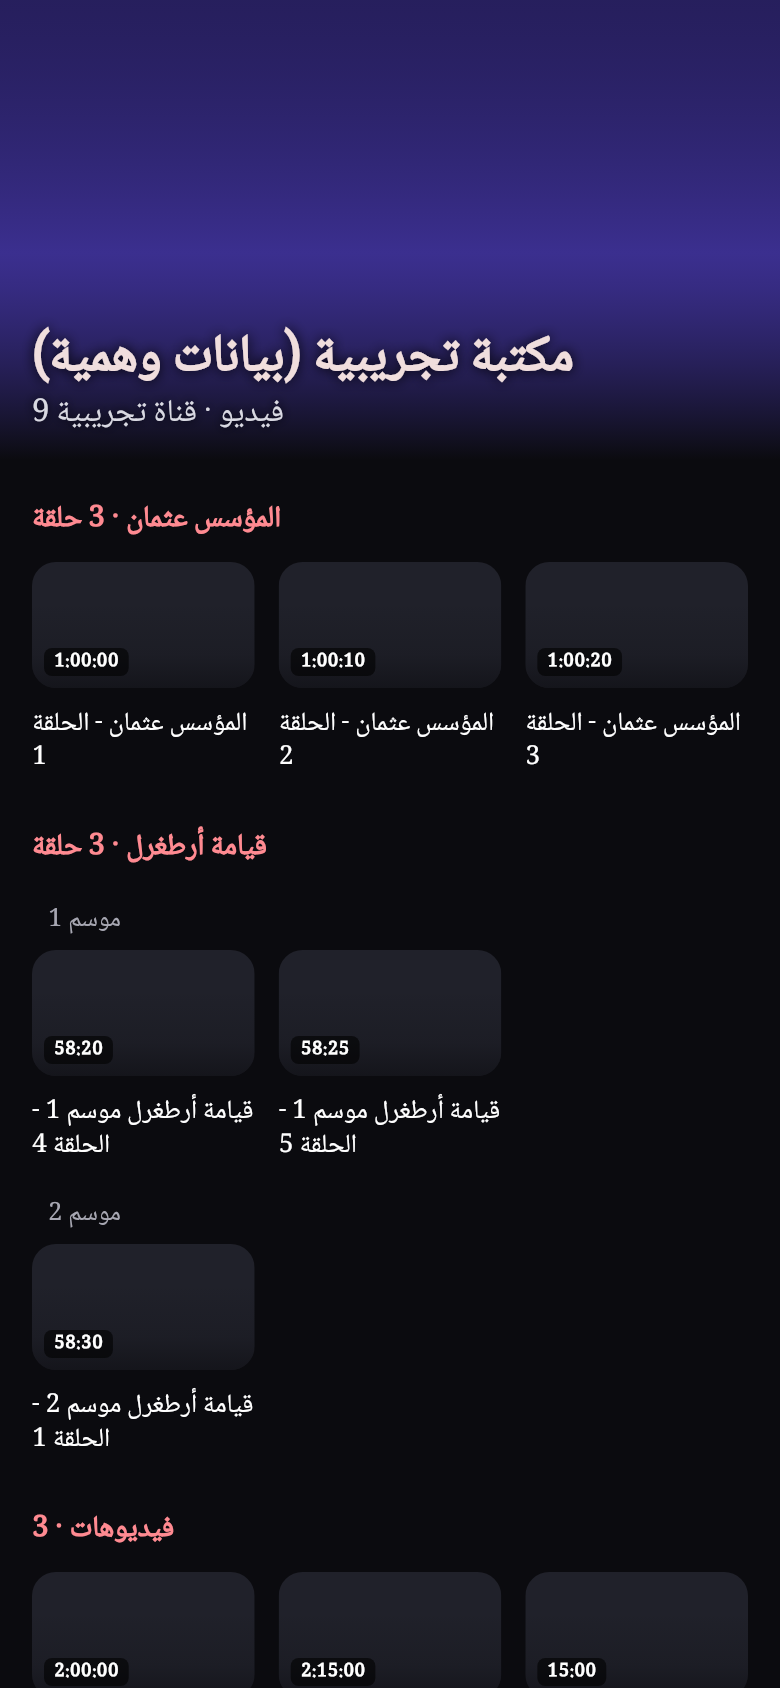 مكتبة تجريبية (بيانات وهمية)
9 فيديو · قناة تجريبية
المؤسس عثمان · 3 حلقة
1:00:00
1:00:10
1:00:20
المؤسس عثمان - الحلقة
1
المؤسس عثمان - الحلقة
2
المؤسس عثمان - الحلقة
3
قيامة أرطغرل · 3 حلقة
موسم 1
58:20
58:25
قيامة أرطغرل موسم 1 -
الحلقة 4
قيامة أرطغرل موسم 1 -
الحلقة 5
موسم 2
58:30
قيامة أرطغرل موسم 2 -
الحلقة 1
فيديوهات · 3
2:00:00
2:15:00
15:00